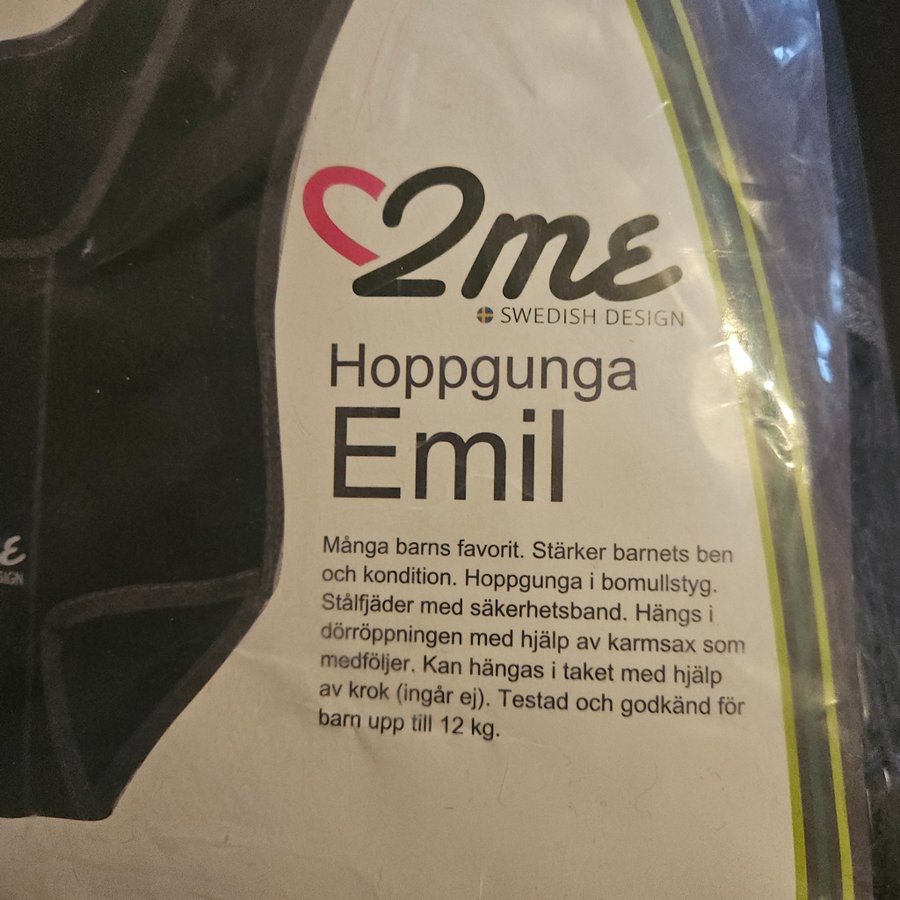 2me
SWEDISH DESIGN
Hoppgunga
Emil
Många barns favorit. Stärker barnets ben
och kondition. Hoppgunga i bomullstyg.
Stålfjäder med säkerhetsband. Hängs i
dörröppningen med hjälp av karmsax som
medföljer. Kan hängas i taket med hjälp
av krok (ingår ej). Testad och godkänd för
barn upp till 12 kg.